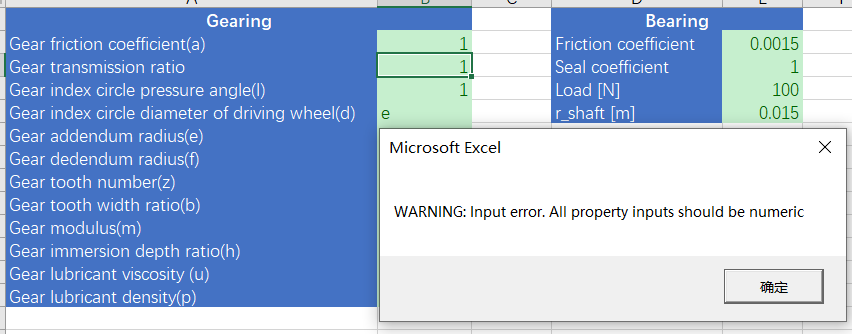 Gearing
Bearing
Gear friction coefficient(a) 1
Friction coefficient 0.0015
Gear transmission ratio 1
Seal coefficient 1
Gear index circle pressure angle(l) 1
Load [N] 100
Gear index circle diameter of driving wheel(d) e
r_shaft [m] 0.015
Gear addendum radius(e)
Gear dedendum radius(f)
Gear tooth number(z)
Gear tooth width ratio(b)
Gear modulus(m)
Gear immersion depth ratio(h)
Gear lubricant viscosity (u)
Gear lubricant density(p)
Microsoft Excel
WARNING: Input error. All property inputs should be numeric
确定